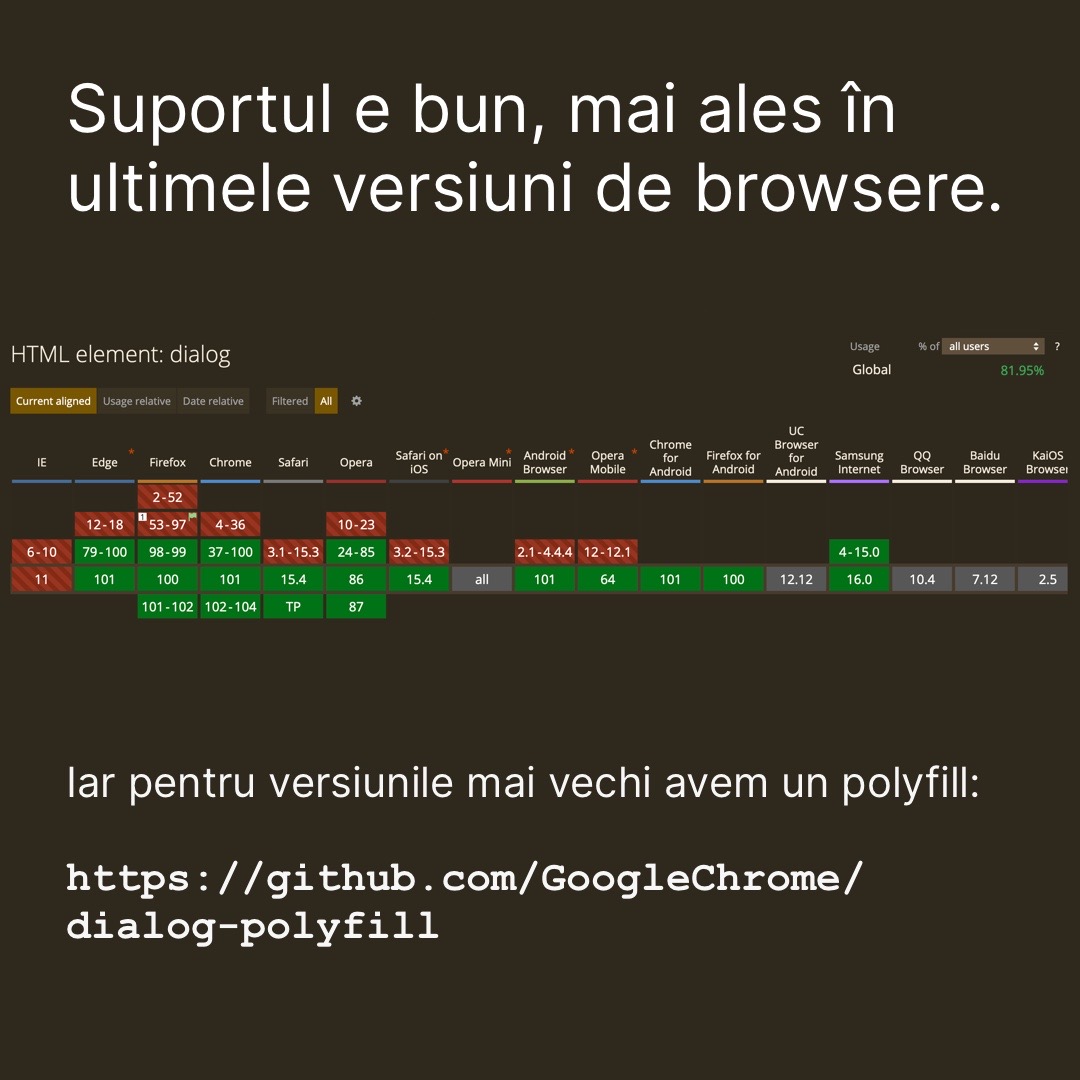 Suportul e bun, mai ales în
ultimele versiuni de browsere.
HTML element: dialog
Usage % of all users ?
Global 81.95%
Current aligned Usage relative Date relative Filtered All
IE Edge * Firefox Chrome Safari Opera Safari on iOS * Opera Mini * Android Browser * Opera Mobile * Chrome for Android Firefox for Android UC Browser for Android Samsung Internet QQ Browser Baidu Browser KaiOS Browser
2-52
12-18 1 53-97 4-36 10-23
6-10 79-100 98-99 37-100 3.1-15.3 24-85 3.2-15.3 2.1-4.4.4 12-12.1 4-15.0
11 101 100 101 15.4 86 15.4 all 101 64 101 100 12.12 16.0 10.4 7.12 2.5
101-102 102-104 TP 87
Iar pentru versiunile mai vechi avem un polyfill:
https://github.com/GoogleChrome/
dialog-polyfill